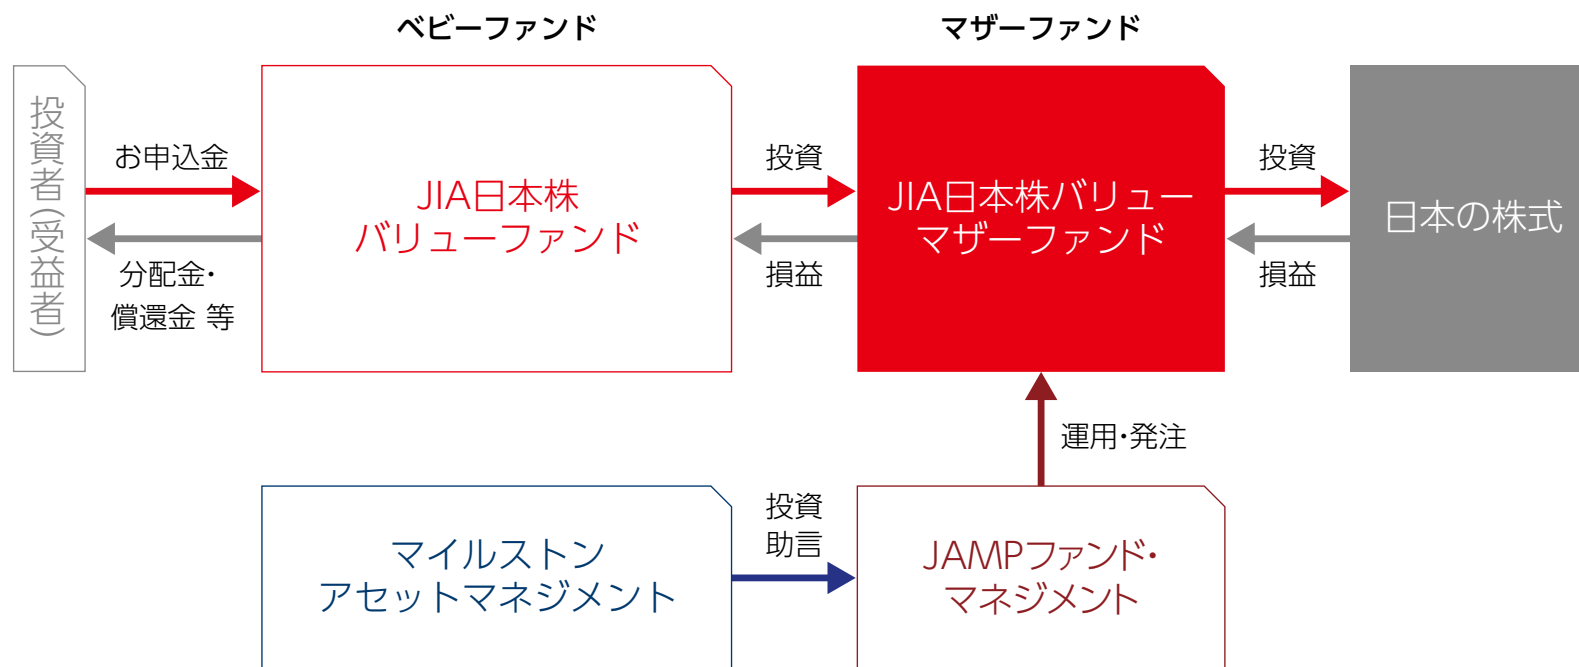 ベビーファンド
マザーファンド
投資者(受益者)
お申込金
分配金・
償還金 等
JIA日本株
バリューファンド
投資
損益
JIA日本株バリュー
マザーファンド
投資
損益
日本の株式
運用・発注
マイルストン
アセットマネジメント
投資
助言
JAMPファンド・
マネジメント